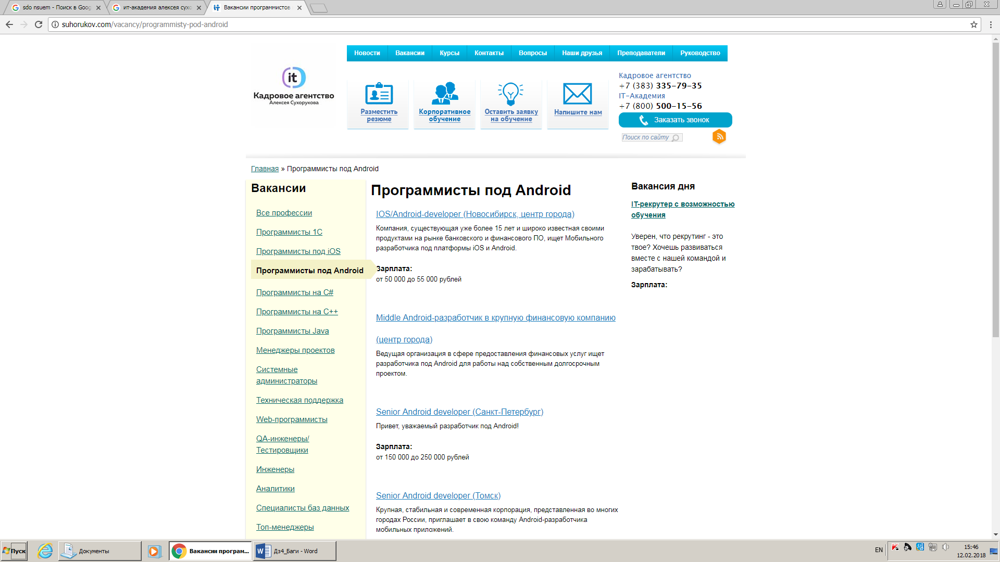 sdo nsuem - Поиск в Goog
ит-академия алексея сухо
Вакансии программистов
suhorukov.com/vacancy/programmisty-pod-android
Новости Вакансии Курсы Контакты Вопросы Наши друзья Преподаватели Руководство
it
Кадровое агентство
Алексея Сухорукова
Разместить
резюме
Корпоративное
обучение
Оставить заявку
на обучение
Напишите нам
Кадровое агентство
+7 (383) 335-79-35
IT-Академия
+7 (800) 500-15-56
Заказать звонок
Поиск по сайту
Главная » Программисты под Android
Вакансии
Все профессии
Программисты 1С
Программисты под iOS
Программисты под Android
Программисты на C#
Программисты на C++
Программисты Java
Менеджеры проектов
Системные
администраторы
Техническая поддержка
Web-программисты
QA-инженеры/
Тестировщики
Инженеры
Аналитики
Специалисты баз данных
Топ-менеджеры
Программисты под Android
IOS/Android-developer (Новосибирск, центр города)
Компания, существующая уже более 15 лет и широко известная своими
продуктами на рынке банковского и финансового ПО, ищет Мобильного
разработчика под платформы iOS и Android.
Зарплата:
от 50 000 до 55 000 рублей
Middle Android-разработчик в крупную финансовую компанию
(центр города)
Ведущая организация в сфере предоставления финансовых услуг ищет
разработчика под Android для работы над собственным долгосрочным
проектом.
Senior Android developer (Санкт-Петербург)
Привет, уважаемый разработчик под Android!
Зарплата:
от 150 000 до 250 000 рублей
Senior Android developer (Томск)
Крупная, стабильная и современная корпорация, представленная во многих
городах России, приглашает в свою команду Android-разработчика
мобильных приложений.
Вакансия дня
IT-рекрутер с возможностью
обучения
Уверен, что рекрутинг - это
твое? Хочешь развиваться
вместе с нашей командой и
зарабатывать?
Зарплата:
Пуск
Документы
Вакансии програм...
Дз4_Баги - Word
EN
15:46
12.02.2018